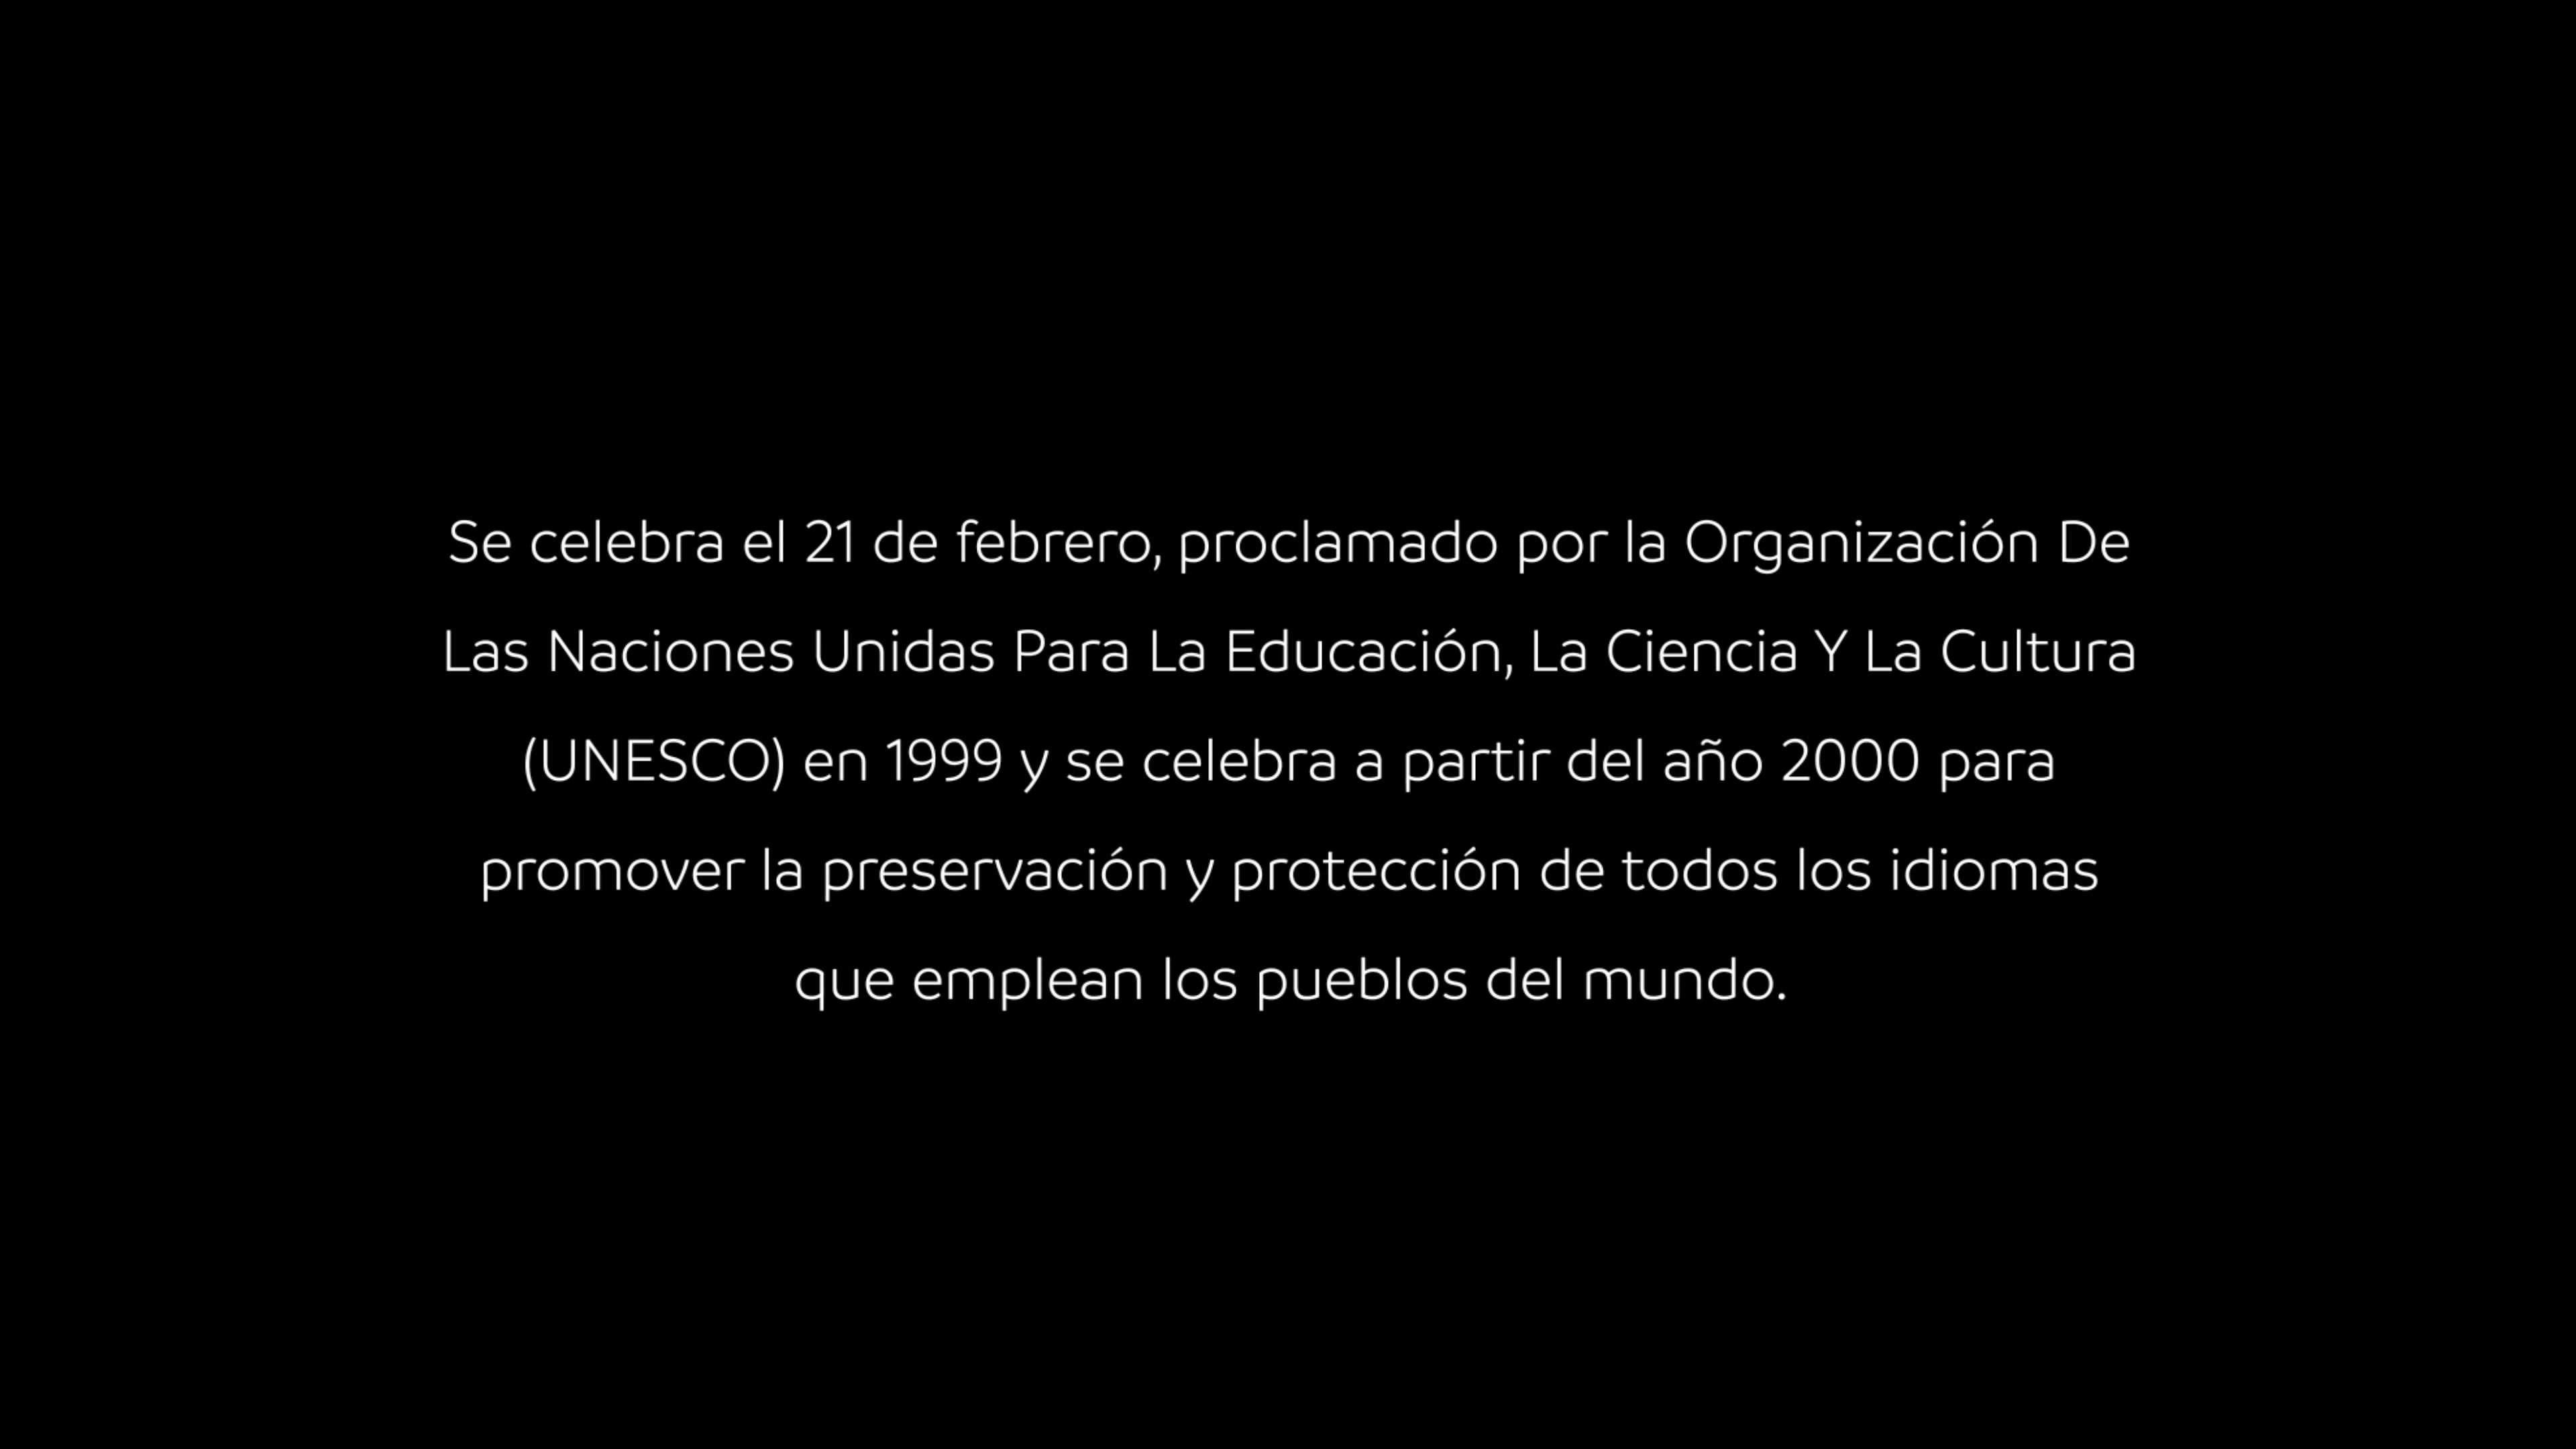 Se celebra el 21 de febrero, proclamado por la Organización De
Las Naciones Unidas Para La Educación, La Ciencia Y La Cultura
(UNESCO) en 1999 y se celebra a partir del año 2000 para
promover la preservación y protección de todos los idiomas
que emplean los pueblos del mundo.